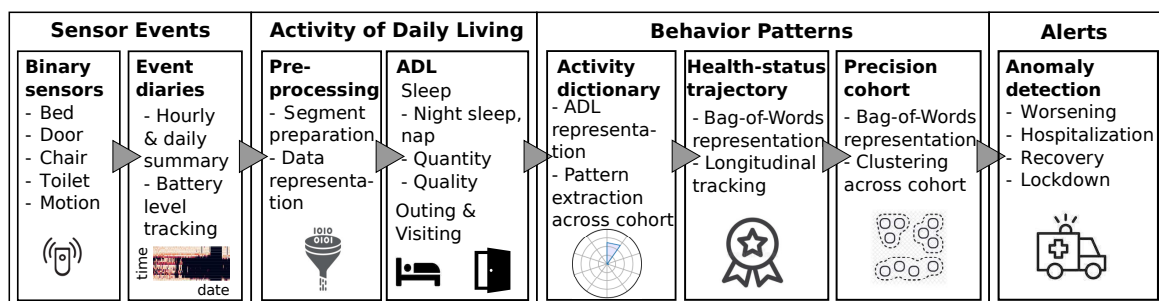 Sensor Events
Binary
sensors
- Bed
- Door
- Chair
- Toilet
- Motion
Event
diaries
- Hourly
& daily
summary
- Battery
level
tracking
time
date
Activity of Daily Living
Pre-
processing
- Segment
preparation
- Data
representa-
tion
1010
0101
ADL
Sleep
- Night sleep,
nap
- Quantity
- Quality
Outing &
Visiting
Behavior Patterns
Activity
dictionary
- ADL
representa-
tion
- Pattern
extraction
across cohort
Health-status
trajectory
- Bag-of-Words
representation
- Longitudinal
tracking
Precision
cohort
- Bag-of-Words
representation
- Clustering
across cohort
Alerts
Anomaly
detection
- Worsening
- Hospitalization
- Recovery
- Lockdown